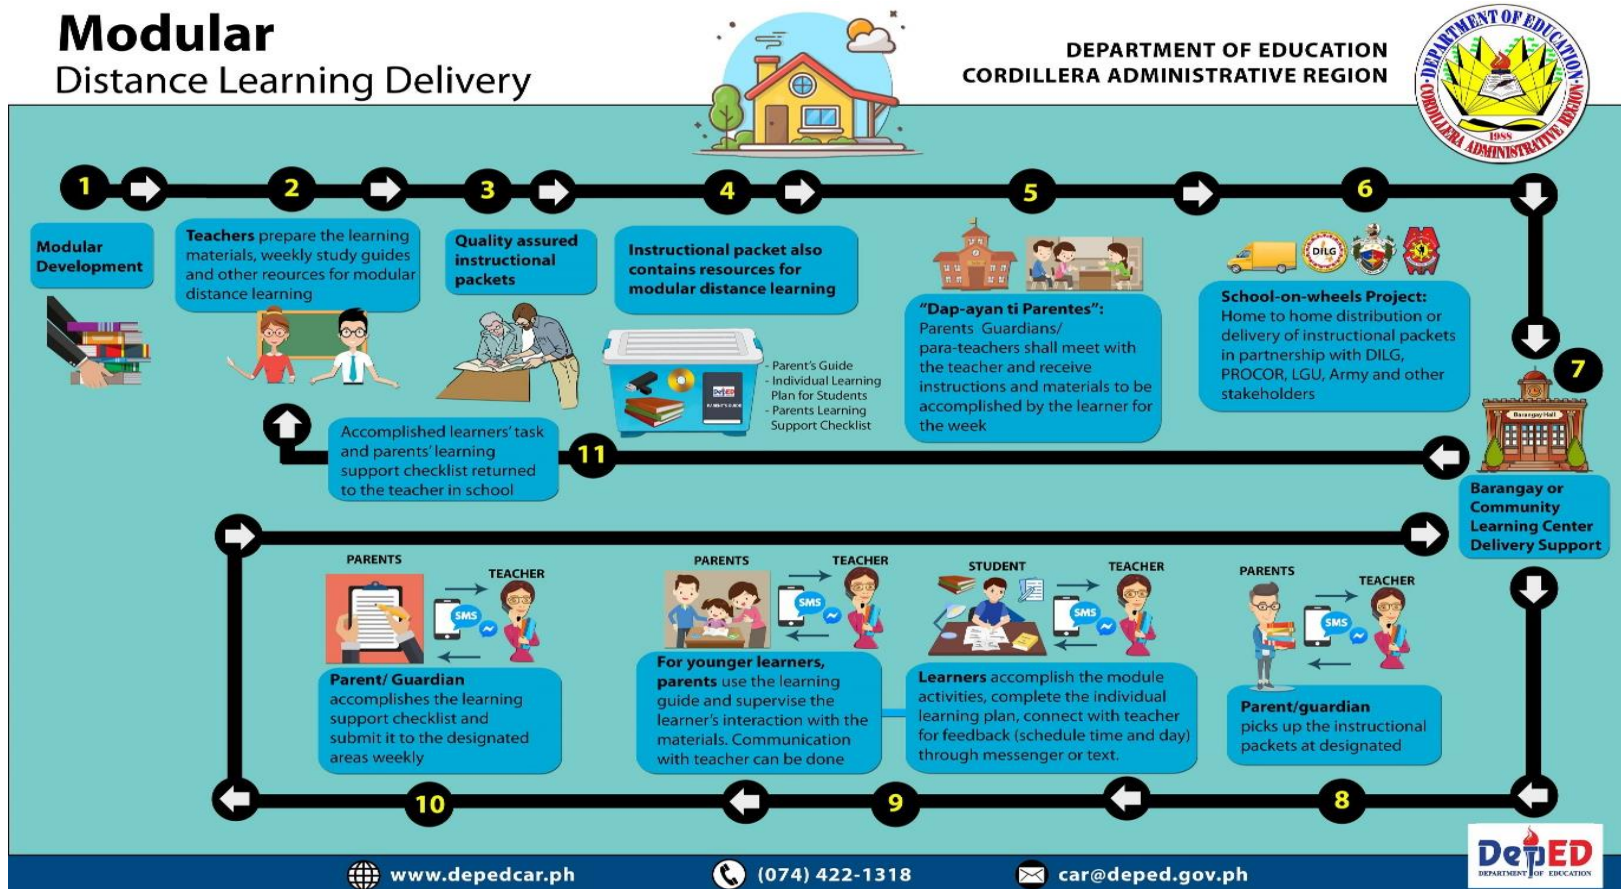 Modular
Distance Learning Delivery
DEPARTMENT OF EDUCATION
CORDILLERA ADMINISTRATIVE REGION
DEPARTMENT OF EDUCATION
CORDILLERA ADMINISTRATIVE REGION
1988
1
Modular
Development
2
Teachers prepare the learning
materials, weekly study guides
and other reources for modular
distance learning
3
Quality assured
instructional
packets
4
Instructional packet also
contains resources for
modular distance learning
DepED
PARENT'S GUIDE
- Parent's Guide
- Individual Learning
Plan for Students
- Parents Learning
Support Checklist
5
"Dap-ayan ti Parentes":
Parents Guardians/
para-teachers shall meet with
the teacher and receive
instructions and materials to be
accomplished by the learner for
the week
6
DILG
School-on-wheels Project:
Home to home distribution or
delivery of instructional packets
in partnership with DILG,
PROCOR, LGU, Army and other
stakeholders
7
Barangay Hall
Barangay or
Community
Learning Center
Delivery Support
PARENTS
TEACHER
SMS
Parent/guardian
picks up the instructional
packets at designated
8
STUDENT
TEACHER
SMS
Learners accomplish the module
activities, complete the individual
learning plan, connect with teacher
for feedback (schedule time and day)
through messenger or text.
PARENTS
TEACHER
SMS
For younger learners,
parents use the learning
guide and supervise the
learner's interaction with the
materials. Communication
with teacher can be done
9
PARENTS
TEACHER
SMS
Parent/ Guardian
accomplishes the learning
support checklist and
submit it to the designated
areas weekly
10
11
Accomplished learners' task
and parents' learning
support checklist returned
to the teacher in school
www.depedcar.ph
(074) 422-1318
car@deped.gov.ph
DepED
DEPARTMENT OF EDUCATION